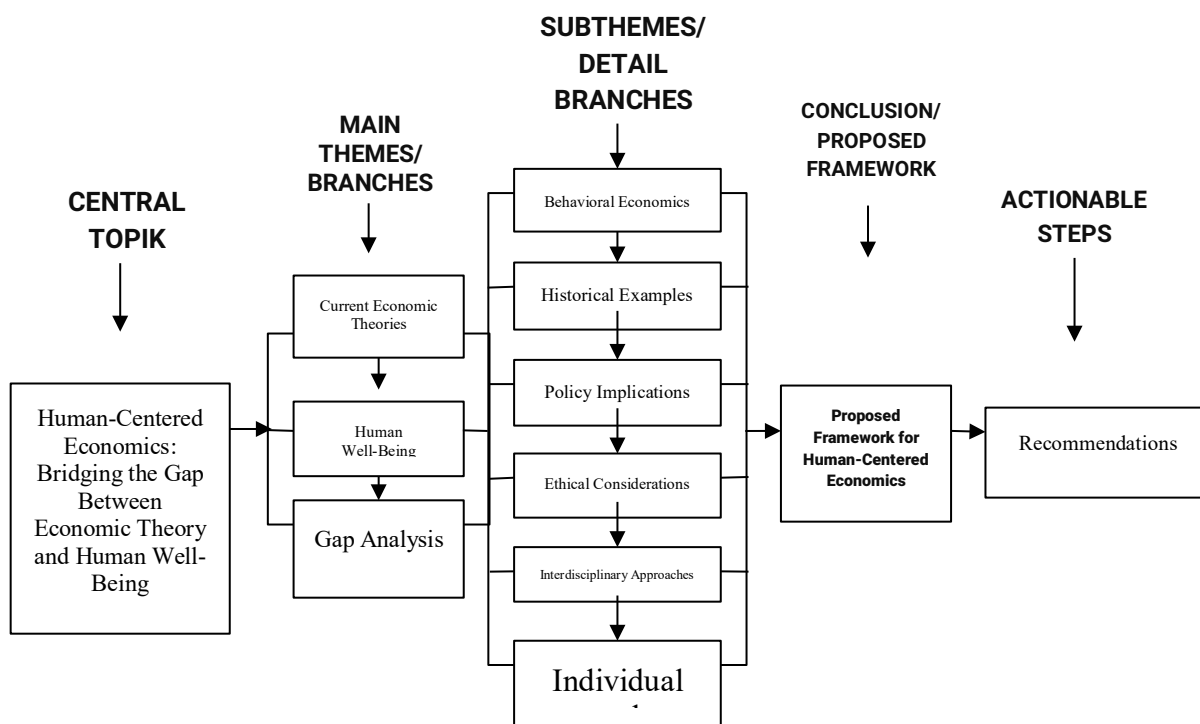 CENTRAL
TOPIK
Human-Centered
Economics:
Bridging the Gap
Between
Economic Theory
and Human Well-
Being
MAIN
THEMES/
BRANCHES
Current Economic
Theories
Human
Well-Being
Gap Analysis
SUBTHEMES/
DETAIL
BRANCHES
Behavioral Economics
Historical Examples
Policy Implications
Ethical Considerations
Interdisciplinary Approaches
Individual
CONCLUSION/
PROPOSED
FRAMEWORK
Proposed
Framework for
Human-Centered
Economics
ACTIONABLE
STEPS
Recommendations